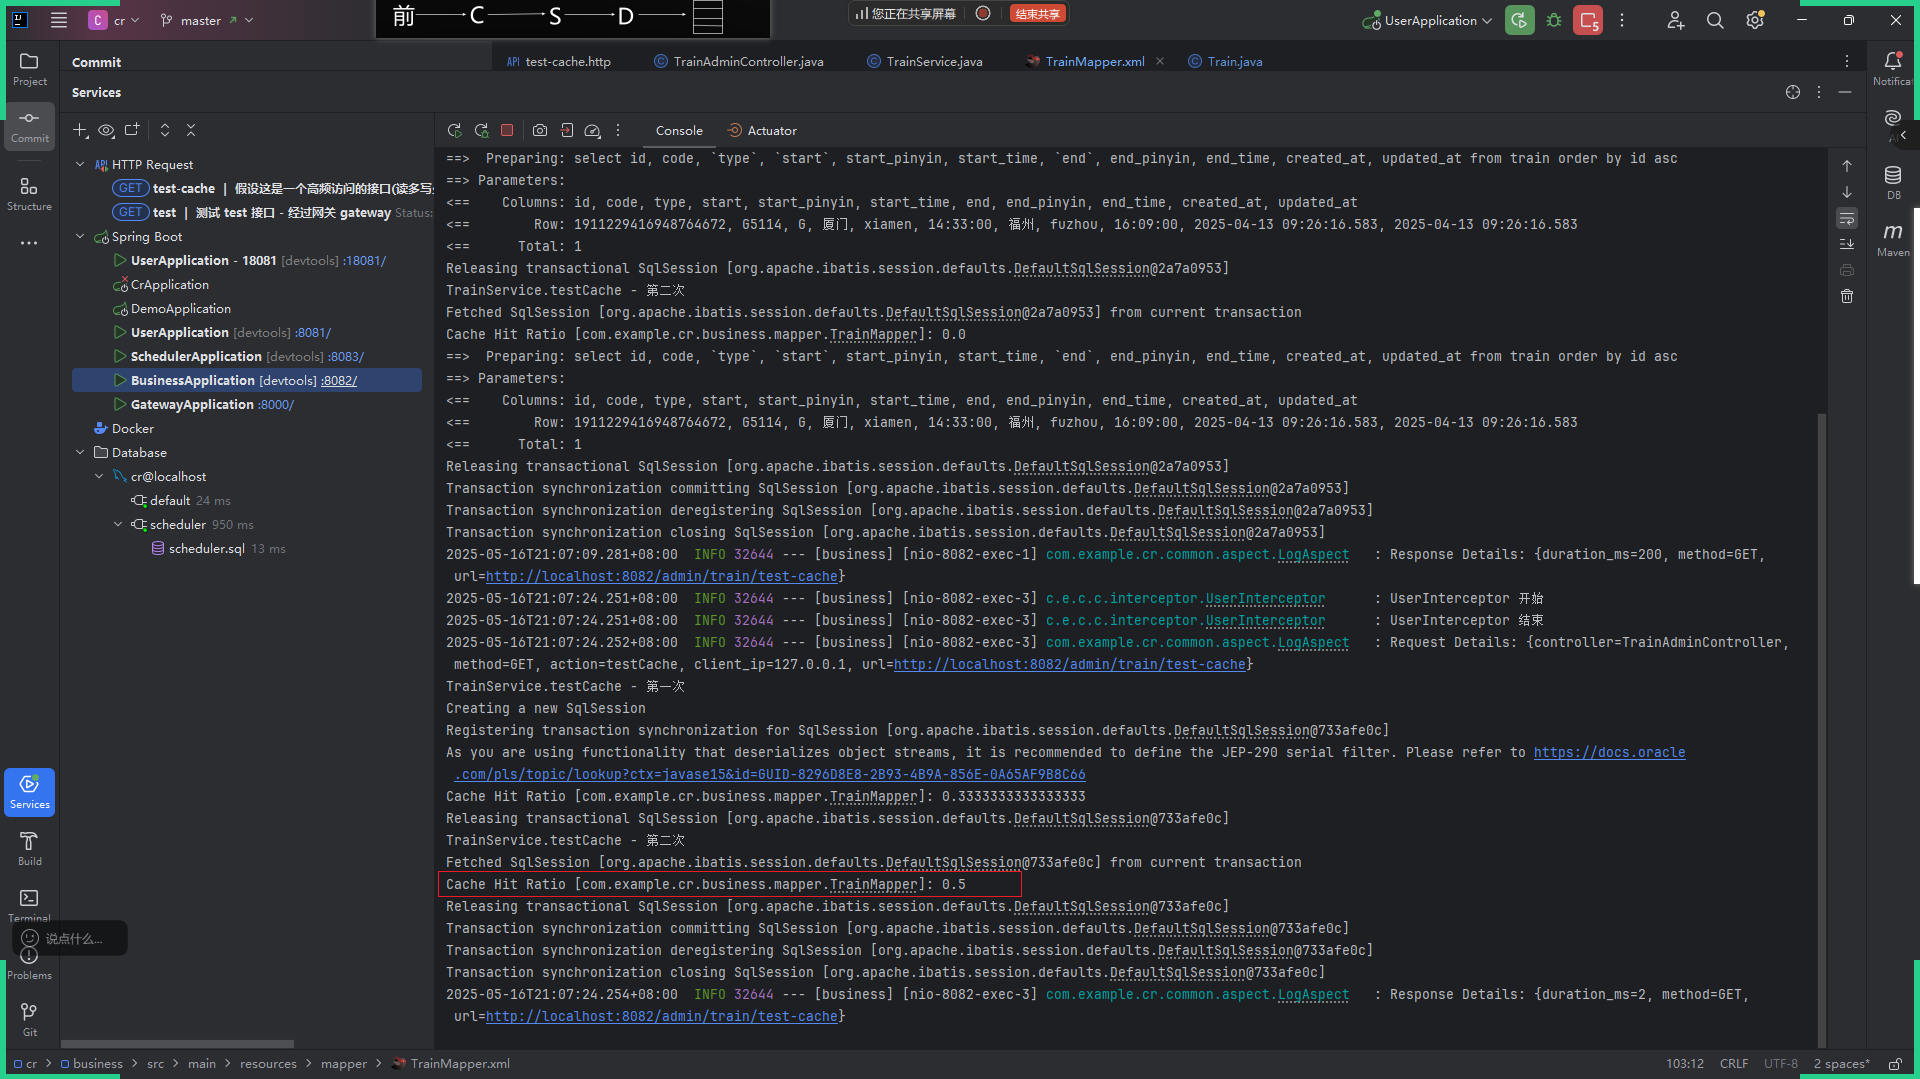 C cr
master
前 C S D
您正在共享屏幕
结束共享
UserApplication
5
Project
Commit
Structure
Services
Build
Terminal
说点什么...
Problems
Git
Commit
test-cache.http
TrainAdminController.java
TrainService.java
TrainMapper.xml
Train.java
Services
Console
Actuator
HTTP Request
GET test-cache | 假设这是一个高频访问的接口(读多写
GET test | 测试 test 接口 - 经过网关 gateway Status:
Spring Boot
UserApplication - 18081 [devtools] :18081/
CrApplication
DemoApplication
UserApplication [devtools] :8081/
SchedulerApplication [devtools] :8083/
BusinessApplication [devtools] :8082/
GatewayApplication :8000/
Docker
Database
cr@localhost
default 24 ms
scheduler 950 ms
scheduler.sql 13 ms
==>  Preparing: select id, code, `type`, `start`, start_pinyin, start_time, `end`, end_pinyin, end_time, created_at, updated_at from train order by id asc
==> Parameters:
<==    Columns: id, code, type, start, start_pinyin, start_time, end, end_pinyin, end_time, created_at, updated_at
<==        Row: 1911229416948764672, G5114, G, 厦门, xiamen, 14:33:00, 福州, fuzhou, 16:09:00, 2025-04-13 09:26:16.583, 2025-04-13 09:26:16.583
<==      Total: 1
Releasing transactional SqlSession [org.apache.ibatis.session.defaults.DefaultSqlSession@2a7a0953]
TrainService.testCache - 第二次
Fetched SqlSession [org.apache.ibatis.session.defaults.DefaultSqlSession@2a7a0953] from current transaction
Cache Hit Ratio [com.example.cr.business.mapper.TrainMapper]: 0.0
==>  Preparing: select id, code, `type`, `start`, start_pinyin, start_time, `end`, end_pinyin, end_time, created_at, updated_at from train order by id asc
==> Parameters:
<==    Columns: id, code, type, start, start_pinyin, start_time, end, end_pinyin, end_time, created_at, updated_at
<==        Row: 1911229416948764672, G5114, G, 厦门, xiamen, 14:33:00, 福州, fuzhou, 16:09:00, 2025-04-13 09:26:16.583, 2025-04-13 09:26:16.583
<==      Total: 1
Releasing transactional SqlSession [org.apache.ibatis.session.defaults.DefaultSqlSession@2a7a0953]
Transaction synchronization committing SqlSession [org.apache.ibatis.session.defaults.DefaultSqlSession@2a7a0953]
Transaction synchronization deregistering SqlSession [org.apache.ibatis.session.defaults.DefaultSqlSession@2a7a0953]
Transaction synchronization closing SqlSession [org.apache.ibatis.session.defaults.DefaultSqlSession@2a7a0953]
2025-05-16T21:07:09.281+08:00  INFO 32644 --- [business] [nio-8082-exec-1] com.example.cr.common.aspect.LogAspect   : Response Details: {duration_ms=200, method=GET,
url=http://localhost:8082/admin/train/test-cache}
2025-05-16T21:07:24.251+08:00  INFO 32644 --- [business] [nio-8082-exec-3] c.e.c.c.interceptor.UserInterceptor      : UserInterceptor 开始
2025-05-16T21:07:24.251+08:00  INFO 32644 --- [business] [nio-8082-exec-3] c.e.c.c.interceptor.UserInterceptor      : UserInterceptor 结束
2025-05-16T21:07:24.252+08:00  INFO 32644 --- [business] [nio-8082-exec-3] com.example.cr.common.aspect.LogAspect   : Request Details: {controller=TrainAdminController,
method=GET, action=testCache, client_ip=127.0.0.1, url=http://localhost:8082/admin/train/test-cache}
TrainService.testCache - 第一次
Creating a new SqlSession
Registering transaction synchronization for SqlSession [org.apache.ibatis.session.defaults.DefaultSqlSession@733afe0c]
As you are using functionality that deserializes object streams, it is recommended to define the JEP-290 serial filter. Please refer to https://docs.oracle
.com/pls/topic/lookup?ctx=javase15&id=GUID-8296D8E8-2B93-4B9A-856E-0A65AF9B8C66
Cache Hit Ratio [com.example.cr.business.mapper.TrainMapper]: 0.3333333333333333
Releasing transactional SqlSession [org.apache.ibatis.session.defaults.DefaultSqlSession@733afe0c]
TrainService.testCache - 第二次
Fetched SqlSession [org.apache.ibatis.session.defaults.DefaultSqlSession@733afe0c] from current transaction
Cache Hit Ratio [com.example.cr.business.mapper.TrainMapper]: 0.5
Releasing transactional SqlSession [org.apache.ibatis.session.defaults.DefaultSqlSession@733afe0c]
Transaction synchronization committing SqlSession [org.apache.ibatis.session.defaults.DefaultSqlSession@733afe0c]
Transaction synchronization deregistering SqlSession [org.apache.ibatis.session.defaults.DefaultSqlSession@733afe0c]
Transaction synchronization closing SqlSession [org.apache.ibatis.session.defaults.DefaultSqlSession@733afe0c]
2025-05-16T21:07:24.254+08:00  INFO 32644 --- [business] [nio-8082-exec-3] com.example.cr.common.aspect.LogAspect   : Response Details: {duration_ms=2, method=GET,
url=http://localhost:8082/admin/train/test-cache}
Notifica
DB
m
Maven
cr > business > src > main > resources > mapper > TrainMapper.xml
103:12
CRLF
UTF-8
2 spaces*